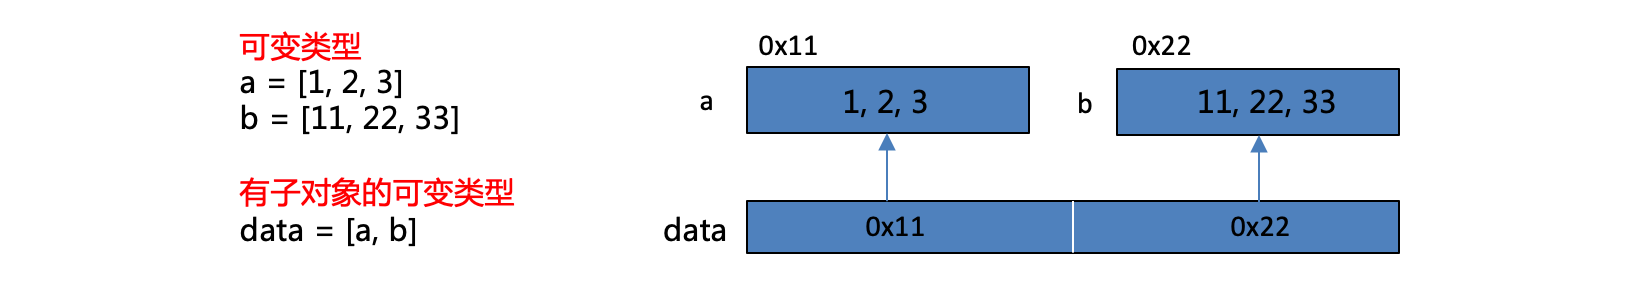 可变类型
a = [1, 2, 3]
b = [11, 22, 33]
有子对象的可变类型
data = [a, b]
0x11
0x22
a
1, 2, 3
b
11, 22, 33
data
0x11
0x22